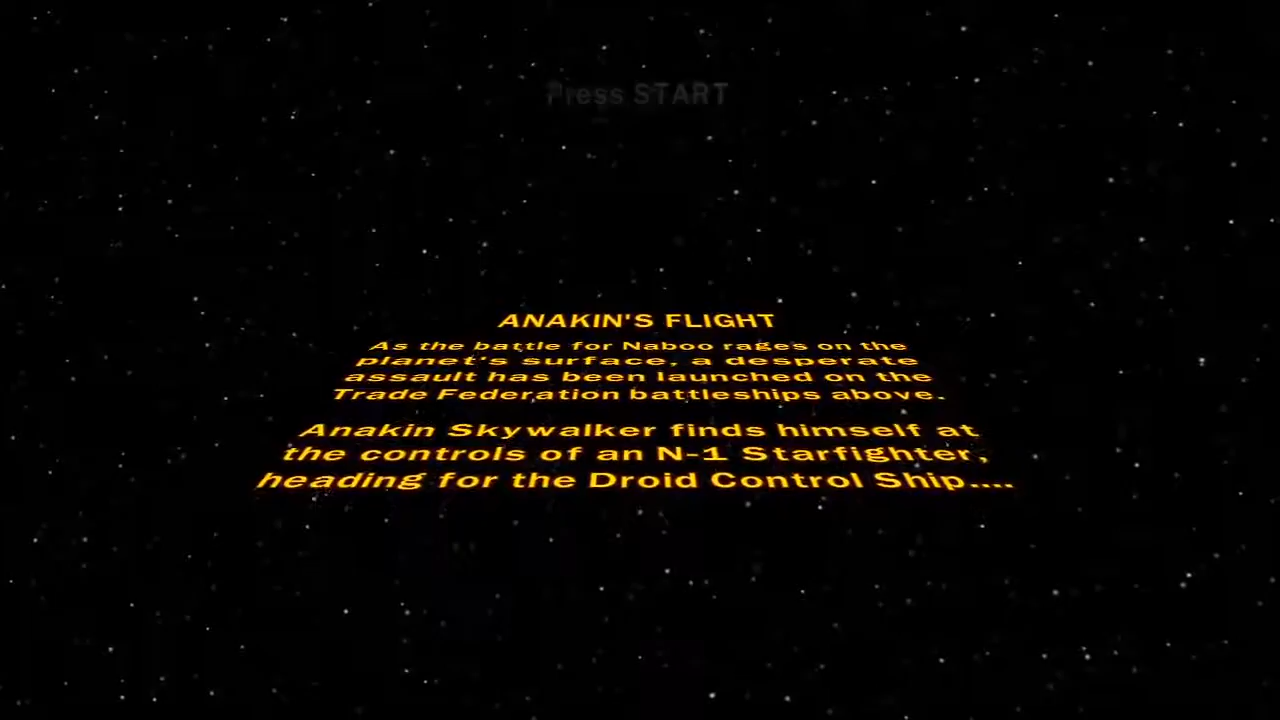 Press START
ANAKIN'S FLIGHT
As the battle for Naboo rages on the
planet's surface, a desperate
assault has been launched on the
Trade Federation battleships above.
Anakin Skywalker finds himself at
the controls of an N-1 Starfighter,
heading for the Droid Control Ship....